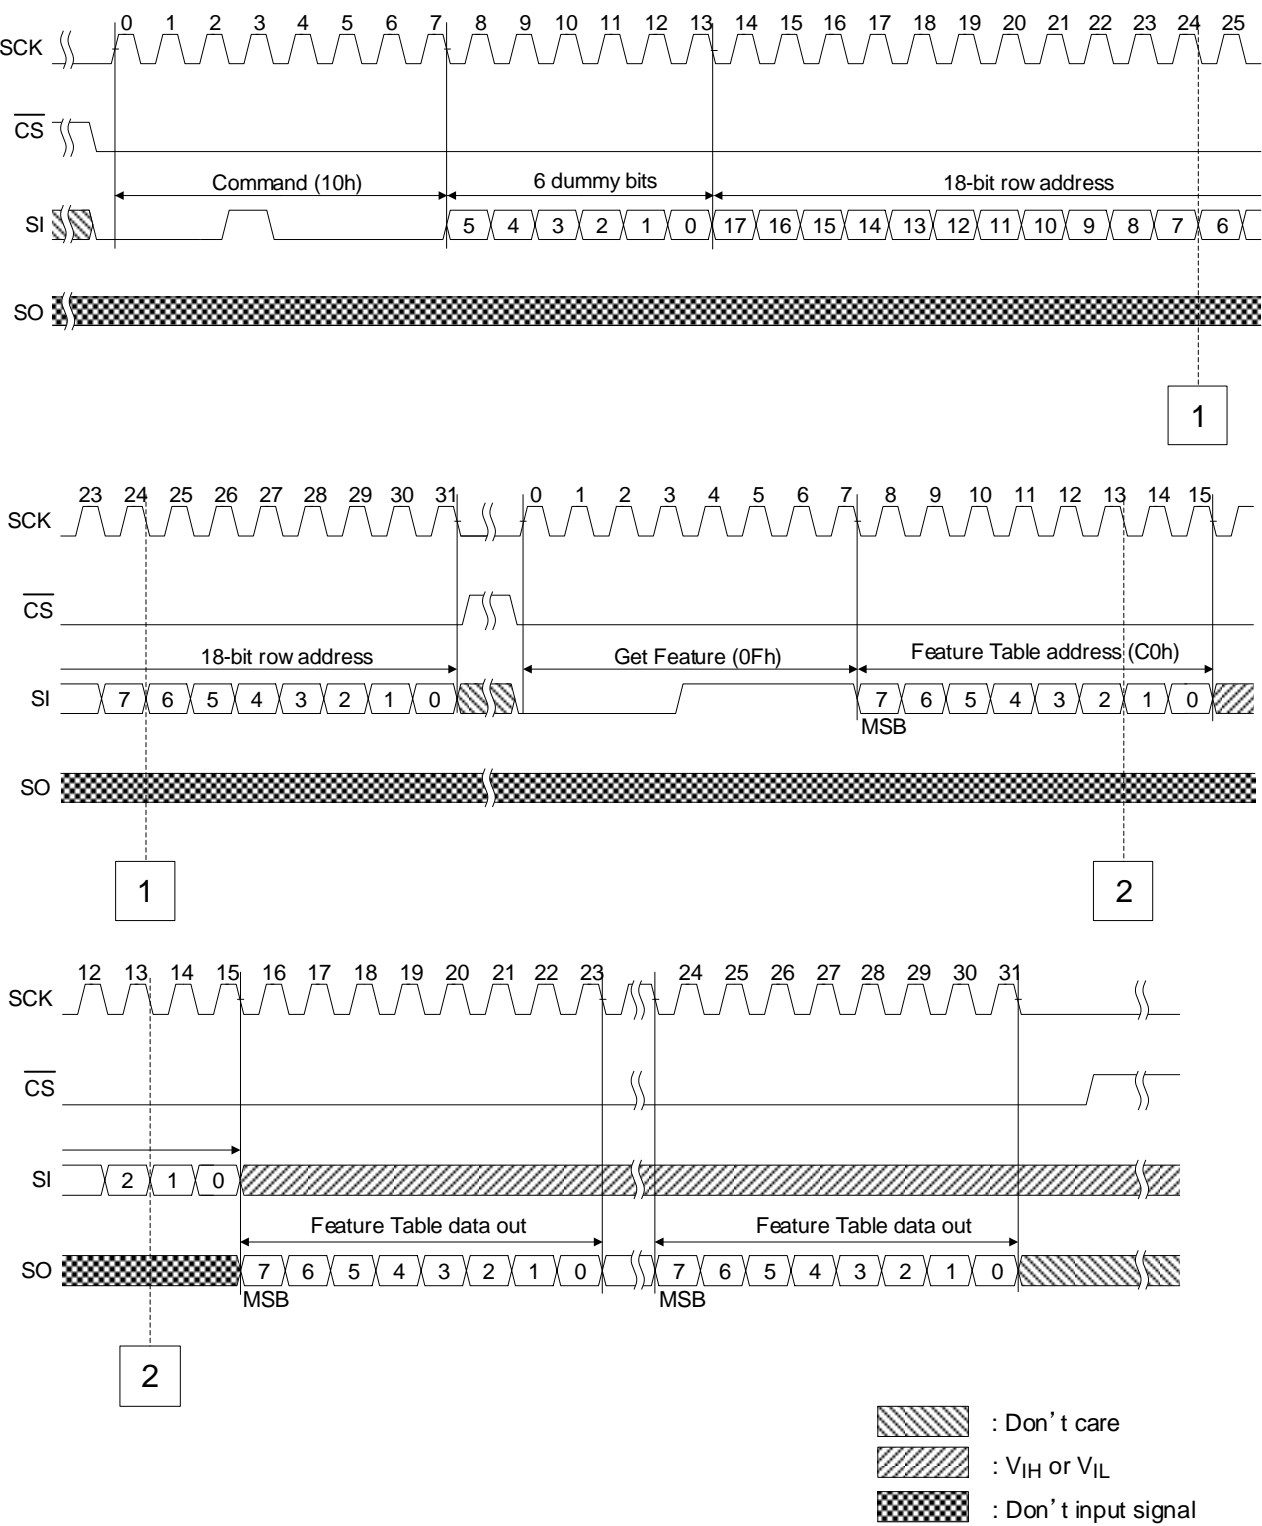 0 1 2 3 4 5 6 7 8 9 10 11 12 13 14 15 16 17 18 19 20 21 22 23 24 25
SCK
CS
Command (10h) 6 dummy bits 18-bit row address
SI 5 4 3 2 1 0 17 16 15 14 13 12 11 10 9 8 7 6
SO
1
23 24 25 26 27 28 29 30 31 0 1 2 3 4 5 6 7 8 9 10 11 12 13 14 15
SCK
CS
18-bit row address Get Feature (0Fh) Feature Table address (C0h)
SI 7 6 5 4 3 2 1 0 7 6 5 4 3 2 1 0
MSB
SO
1 2
12 13 14 15 16 17 18 19 20 21 22 23 24 25 26 27 28 29 30 31
SCK
CS
SI 2 1 0
Feature Table data out Feature Table data out
SO 7 6 5 4 3 2 1 0 7 6 5 4 3 2 1 0
MSB MSB
2
: Don't care
: VIH or VIL
: Don't input signal